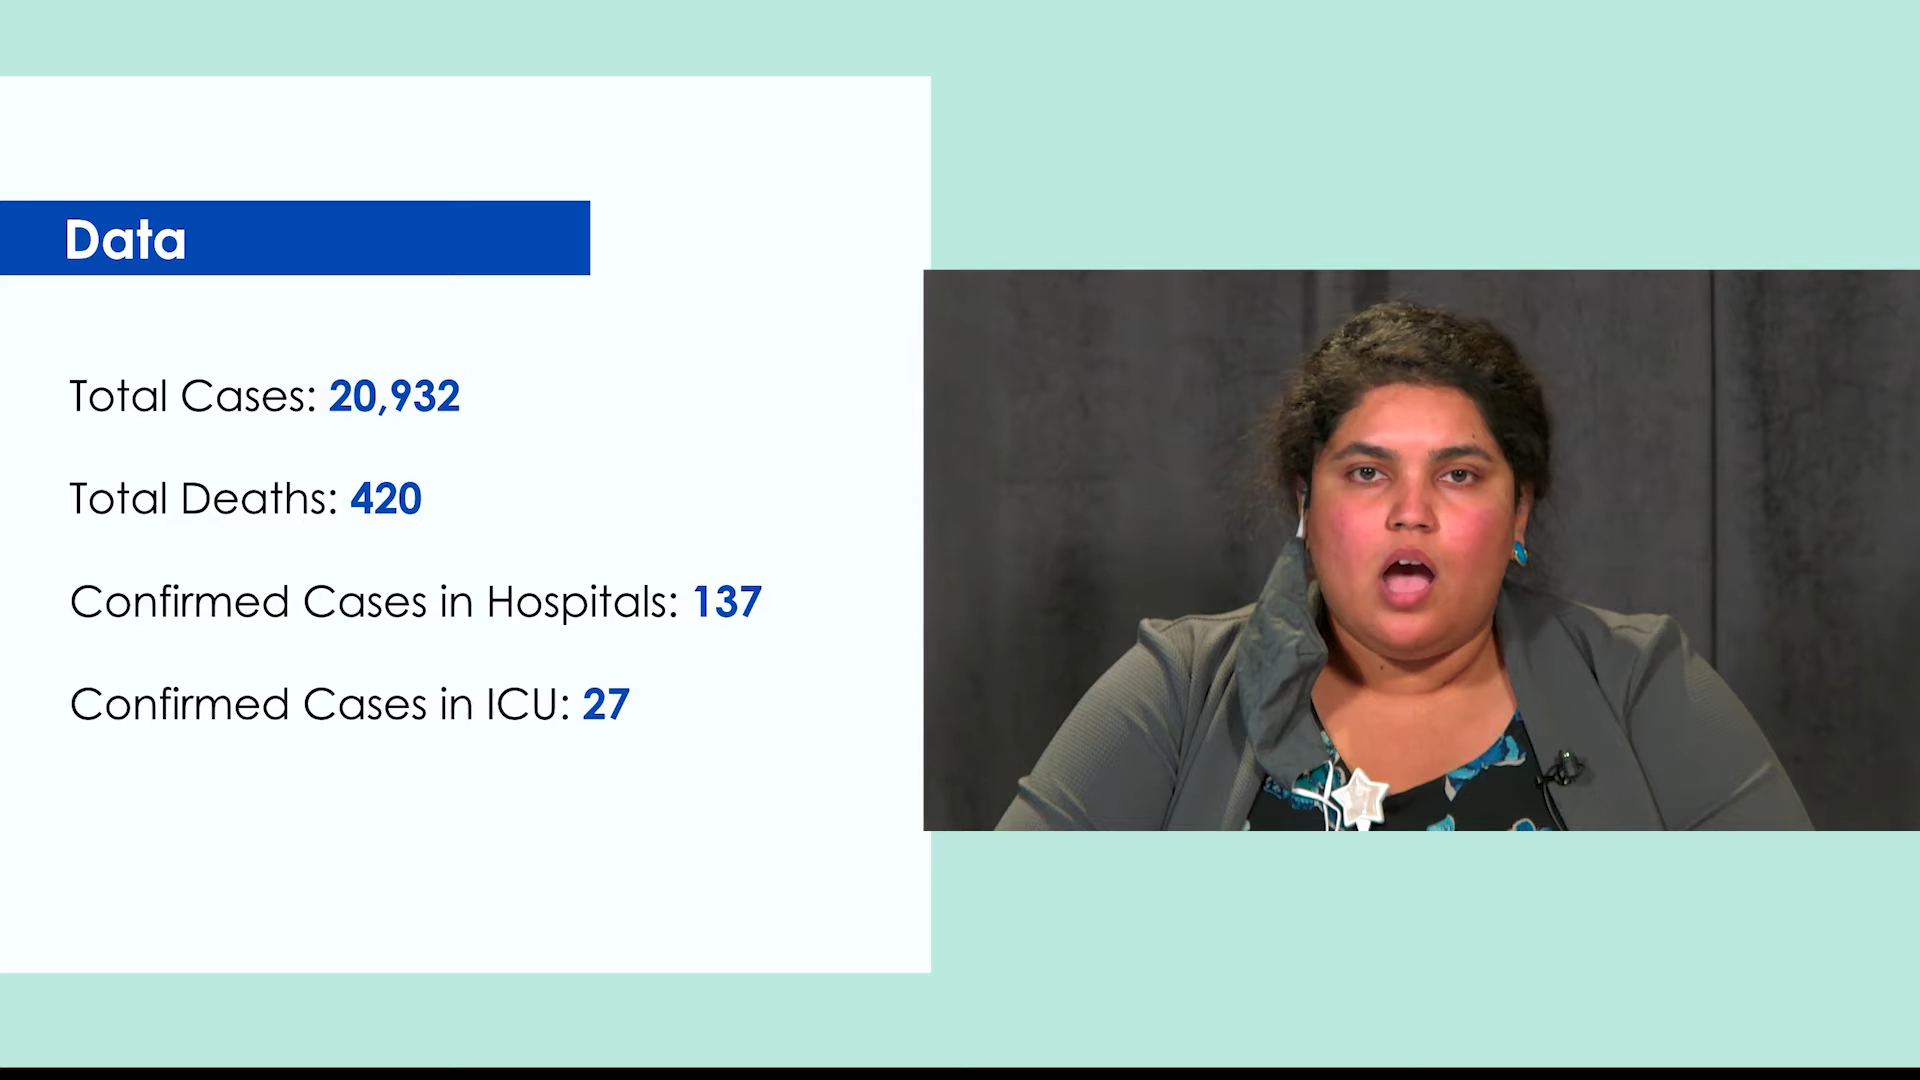 Data
Total Cases: 20,932
Total Deaths: 420
Confirmed Cases in Hospitals: 137
Confirmed Cases in ICU: 27